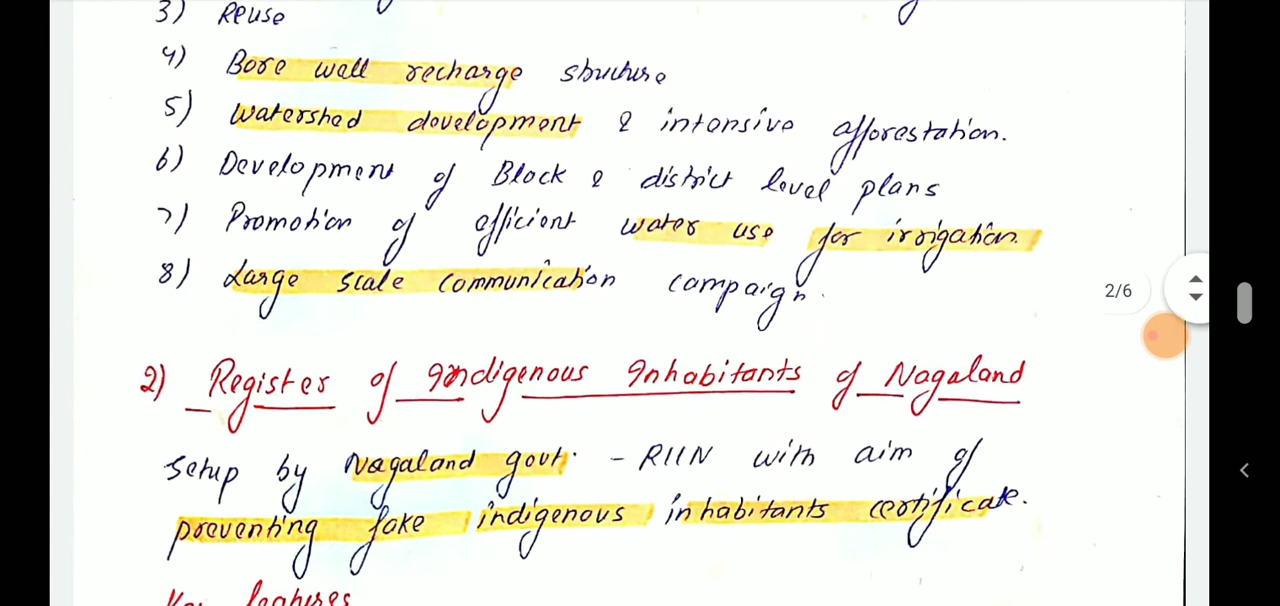 3) Reuse
4) Bore well recharge structure
5) Watershed development & intensive afforestation.
6) Development of Block & district level plans
7) Promotion of efficient water use for irrigation.
8) Large scale communication campaign.
2/6
2) Register of Indigenous Inhabitants of Nagaland
Setup by Nagaland govt. - RIIN with aim of
preventing fake indigenous inhabitants certificate.
Key features